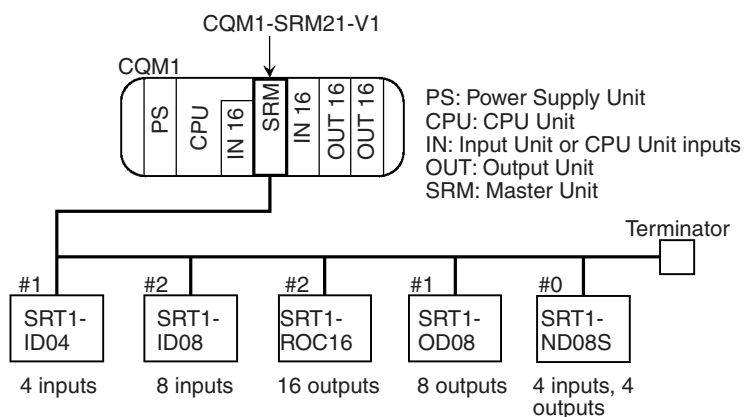 CQM1-SRM21-V1
CQM1
PS
CPU
IN 16
SRM
IN 16
OUT 16
OUT 16
PS: Power Supply Unit
CPU: CPU Unit
IN: Input Unit or CPU Unit inputs
OUT: Output Unit
SRM: Master Unit
Terminator
#1
#2
#2
#1
#0
SRT1-
ID04
SRT1-
ID08
SRT1-
ROC16
SRT1-
OD08
SRT1-
ND08S
4 inputs
8 inputs
16 outputs
8 outputs
4 inputs, 4
outputs